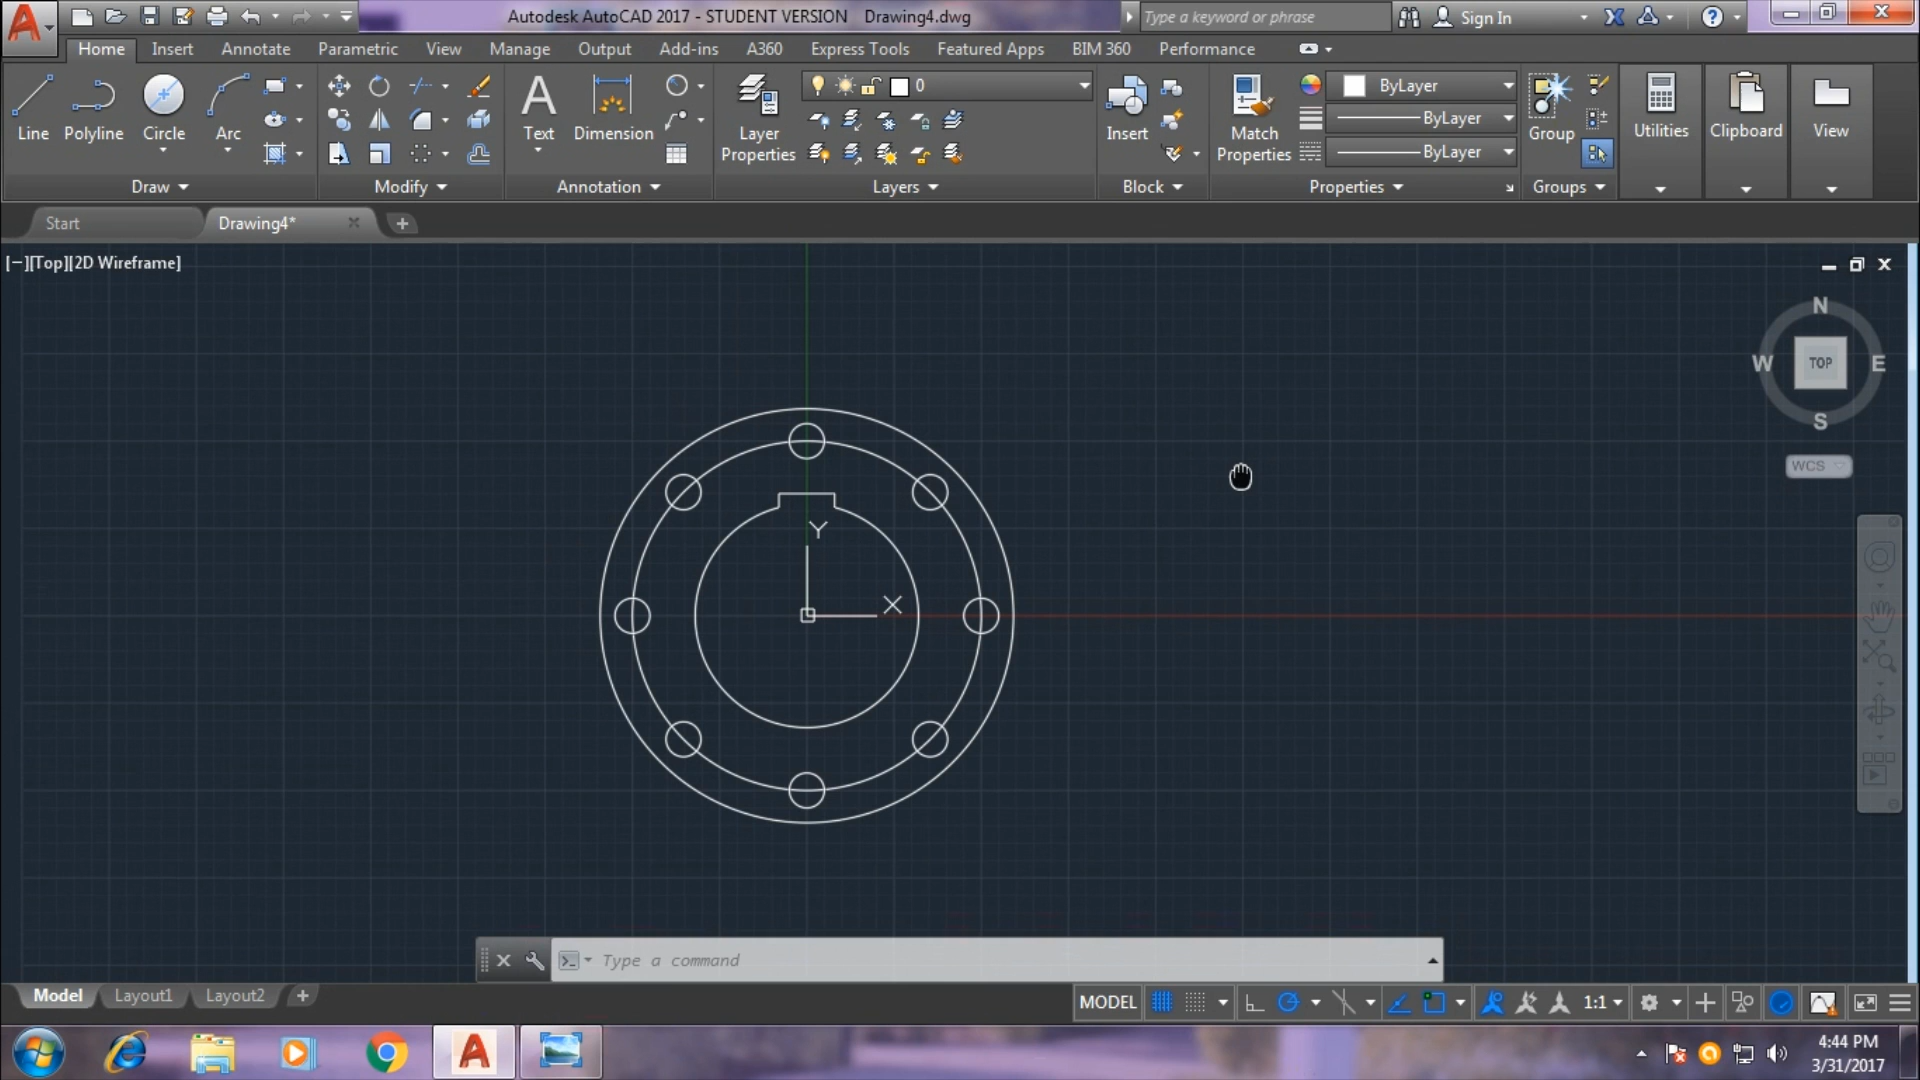 Autodesk AutoCAD 2017 - STUDENT VERSION Drawing4.dwg
Type a keyword or phrase
Sign In
Home Insert Annotate Parametric View Manage Output Add-ins A360 Express Tools Featured Apps BIM 360 Performance
0
ByLayer
ByLayer
ByLayer
Line Polyline Circle Arc
Text Dimension
Layer Properties
Insert
Match Properties
Group
Utilities Clipboard View
Draw Modify Annotation Layers Block Properties Groups
Start Drawing4*
[−][Top][2D Wireframe]
N
W TOP E
S
WCS
Y
X
Type a command
Model Layout1 Layout2
MODEL 1:1
4:44 PM
3/31/2017